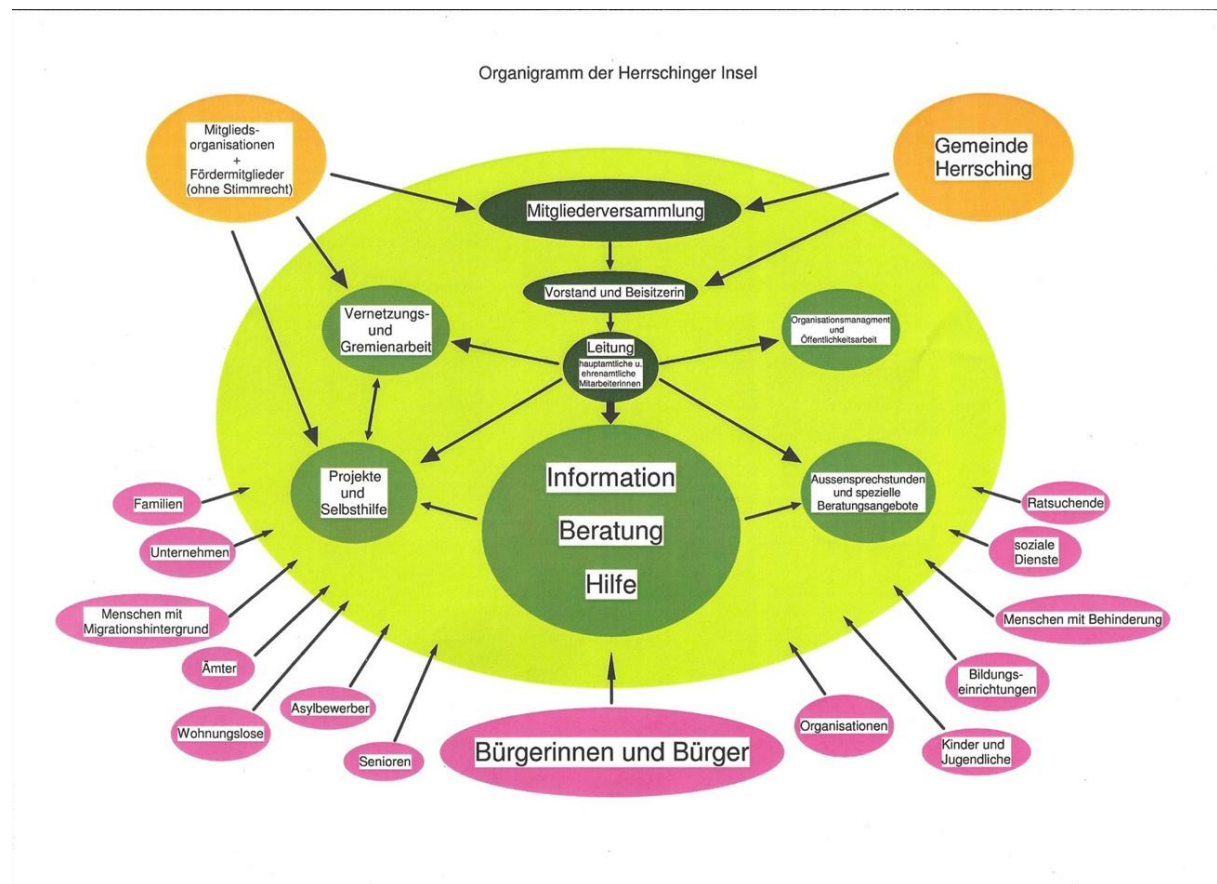 Organigramm der Herrschinger Insel
Mitglieds-
organisationen
+
Fördermitglieder
(ohne Stimmrecht)
Gemeinde
Herrsching
Mitgliederversammlung
Vorstand und Beisitzerin
Vernetzungs-
und
Gremienarbeit
Organisationsmanagment
und
Öffentlichkeitsarbeit
Leitung
hauptamtliche u.
ehrenamtliche
Mitarbeiterinnen
Projekte
und
Selbsthilfe
Information
Beratung
Hilfe
Aussensprechstunden
und spezielle
Beratungsangebote
Familien
Unternehmen
Menschen mit
Migrationshintergrund
Ämter
Wohnungslose
Asylbewerber
Senioren
Bürgerinnen und Bürger
Organisationen
Kinder und
Jugendliche
Bildungs-
einrichtungen
Menschen mit Behinderung
soziale
Dienste
Ratsuchende